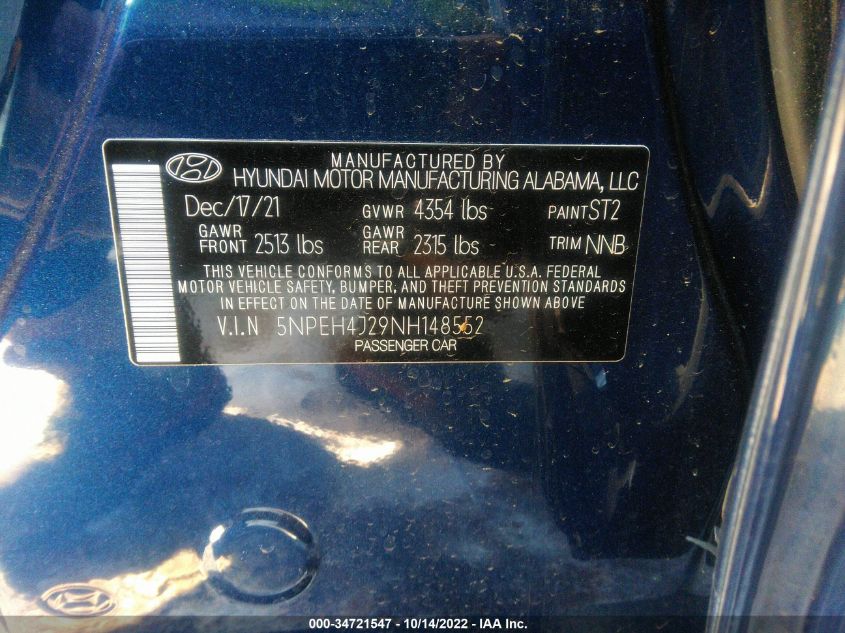 MANUFACTURED BY
HYUNDAI MOTOR MANUFACTURING ALABAMA, LLC
Dec/17/21 GVWR 4354 lbs PAINT ST2
GAWR FRONT 2513 lbs GAWR REAR 2315 lbs TRIM NNB
THIS VEHICLE CONFORMS TO ALL APPLICABLE U.S.A. FEDERAL
MOTOR VEHICLE SAFETY, BUMPER, AND THEFT PREVENTION STANDARDS
IN EFFECT ON THE DATE OF MANUFACTURE SHOWN ABOVE
V.I.N 5NPEH4J29NH148552
PASSENGER CAR
000-34721547 - 10/14/2022 - IAA Inc.